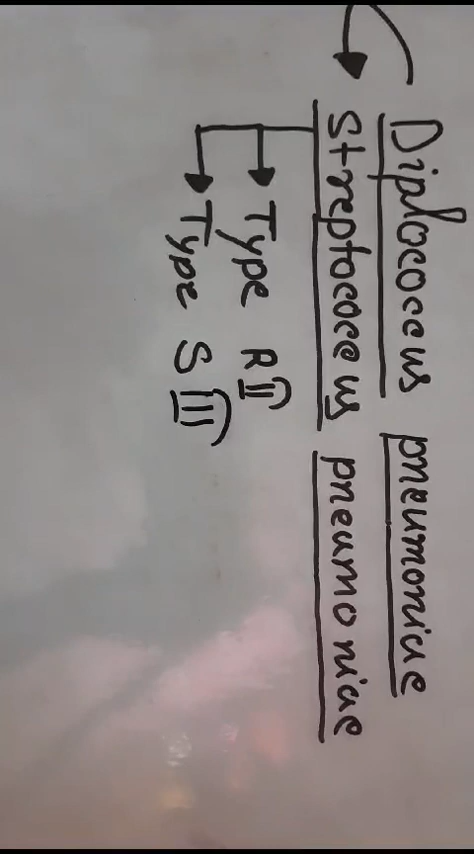 Diplococcus pneumoniae
Streptococcus pneumoniae
Type R II
Type S III